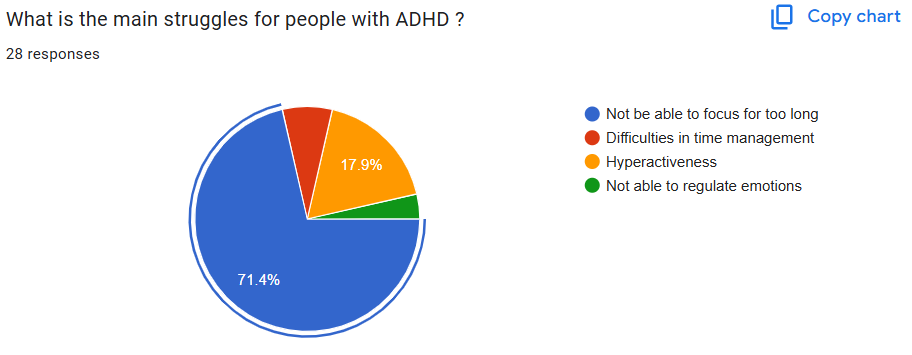 What is the main struggles for people with ADHD ?
Copy chart
28 responses
Not be able to focus for too long
Difficulties in time management
Hyperactiveness
Not able to regulate emotions
17.9%
71.4%